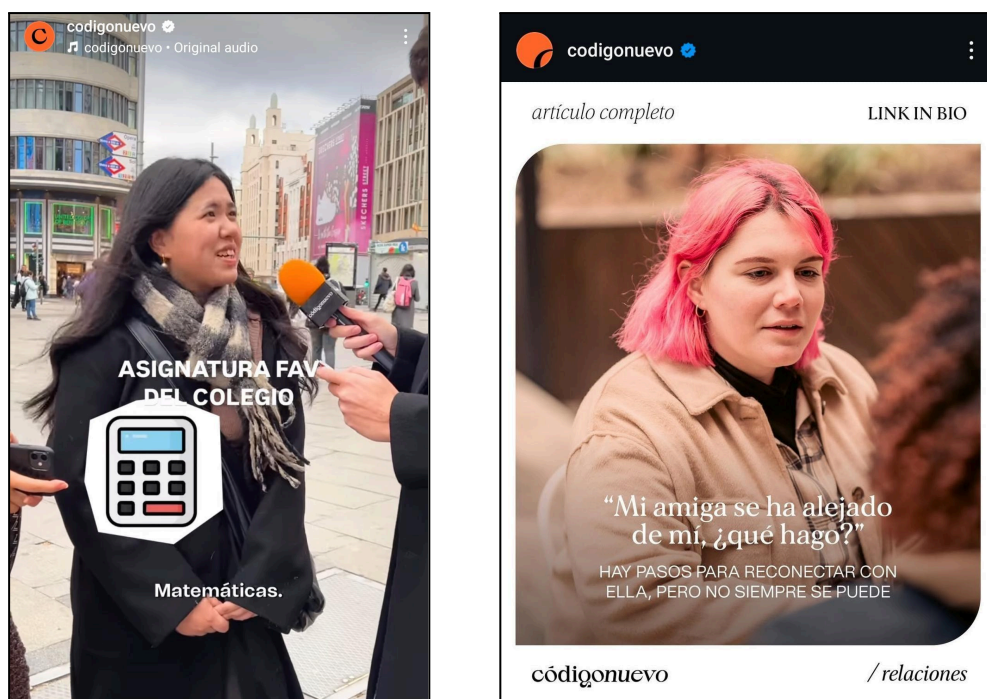 codigonuevo
codigonuevo • Original audio
SKECHERS
ASIGNATURA FAV
DEL COLEGIO
Matemáticas.
codigonuevo
artículo completo
LINK IN BIO
“Mi amiga se ha alejado
de mí, ¿qué hago?”
HAY PASOS PARA RECONECTAR CON
ELLA, PERO NO SIEMPRE SE PUEDE
códigonuevo
/ relaciones